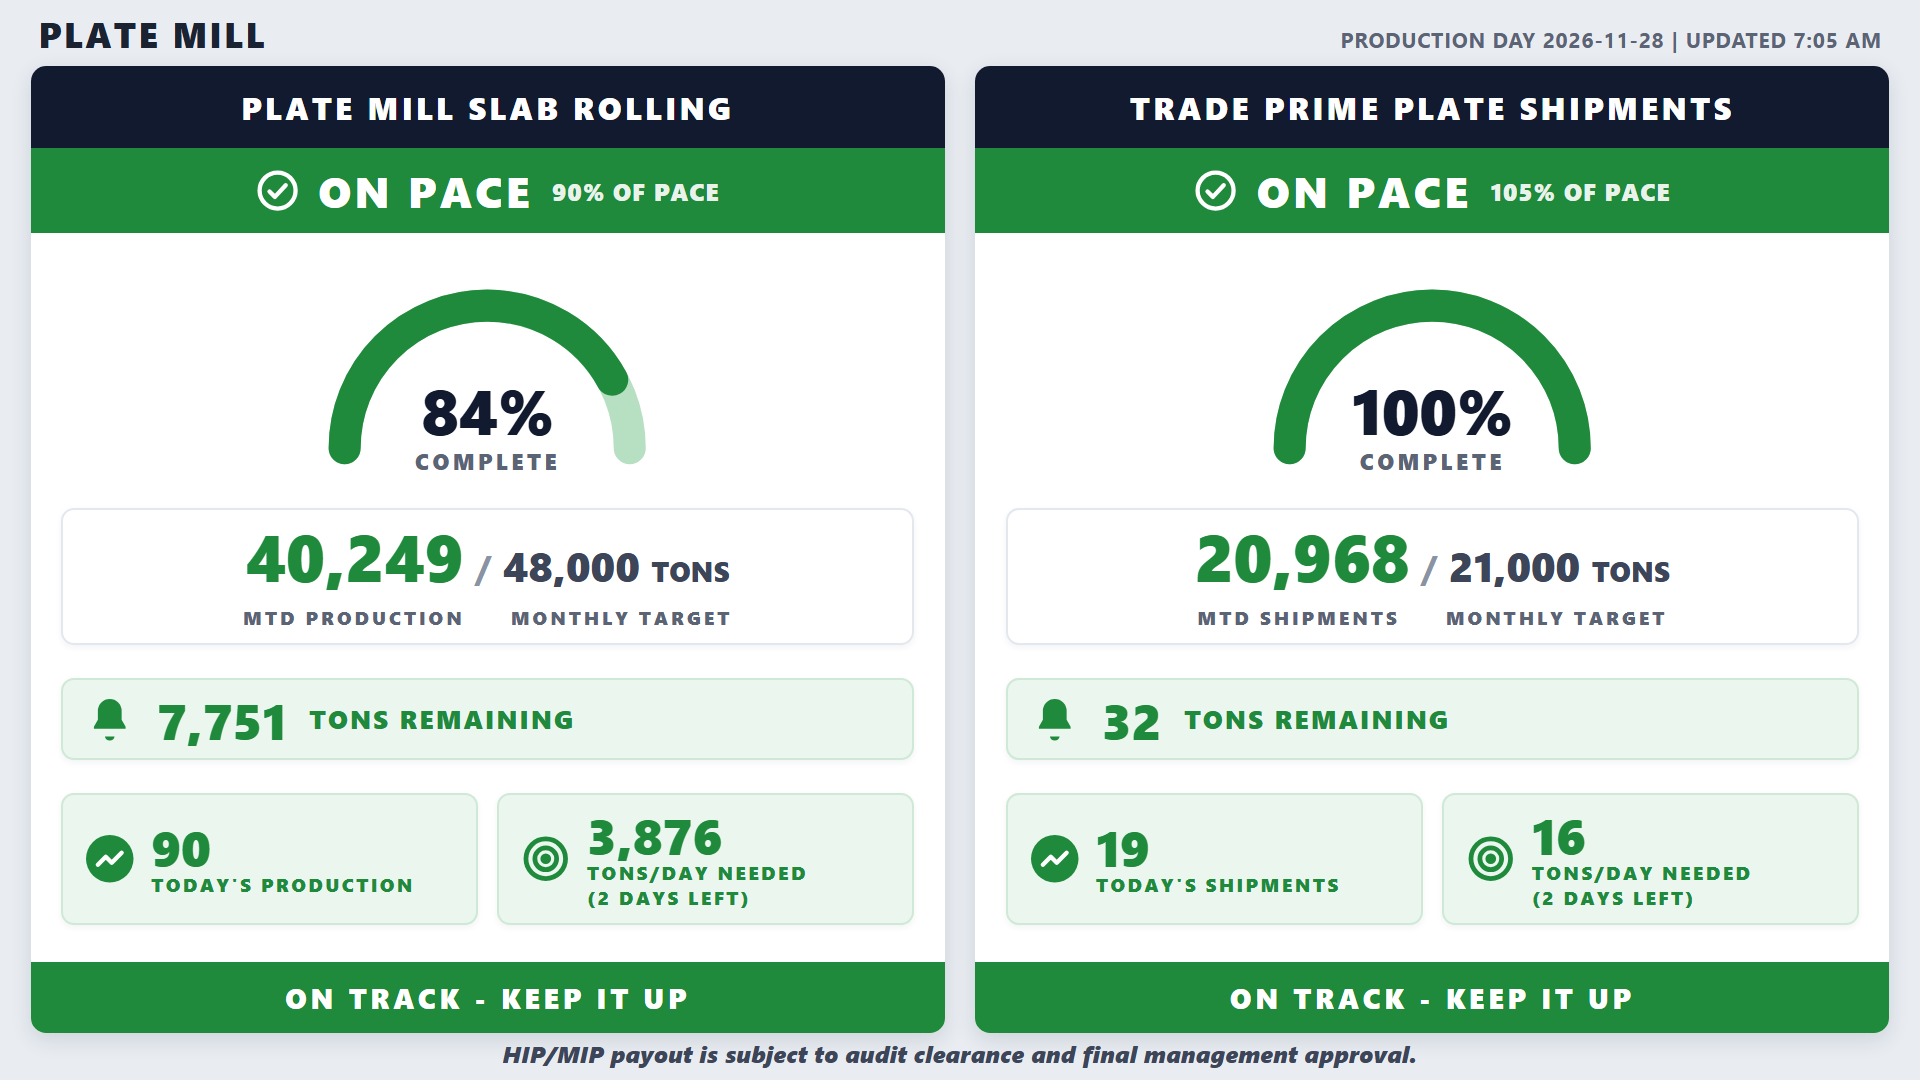 PLATE MILL
PRODUCTION DAY 2026-11-28 | UPDATED 7:05 AM
PLATE MILL SLAB ROLLING
ON PACE 90% OF PACE
84%
COMPLETE
40,249 / 48,000 TONS
MTD PRODUCTION MONTHLY TARGET
7,751 TONS REMAINING
90
TODAY'S PRODUCTION
3,876
TONS/DAY NEEDED
(2 DAYS LEFT)
ON TRACK - KEEP IT UP
TRADE PRIME PLATE SHIPMENTS
ON PACE 105% OF PACE
100%
COMPLETE
20,968 / 21,000 TONS
MTD SHIPMENTS MONTHLY TARGET
32 TONS REMAINING
19
TODAY'S SHIPMENTS
16
TONS/DAY NEEDED
(2 DAYS LEFT)
ON TRACK - KEEP IT UP
HIP/MIP payout is subject to audit clearance and final management approval.